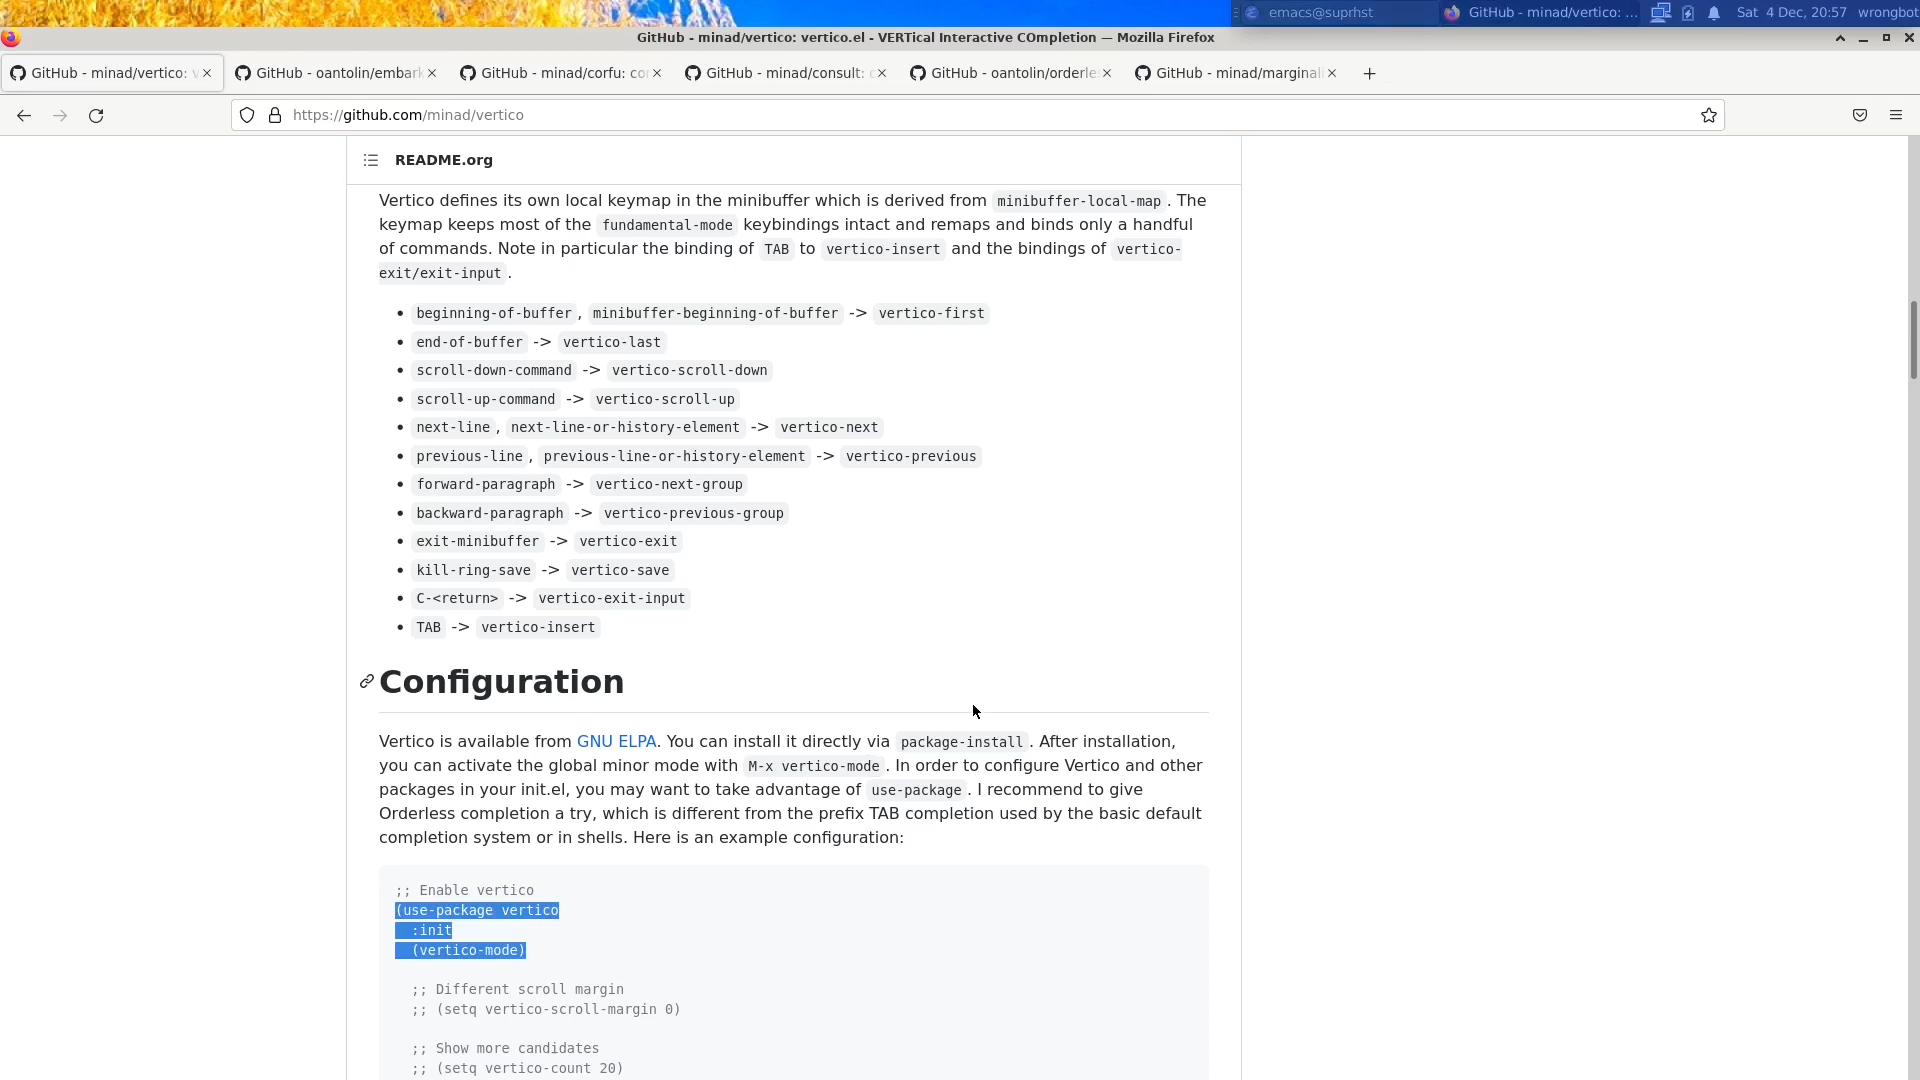 emacs@suprhst
GitHub - minad/vertico: ...
Sat 4 Dec, 20:57
wrongbot
GitHub - minad/vertico: vertico.el - VERTical Interactive COmpletion — Mozilla Firefox
GitHub - minad/vertico: v
GitHub - oantolin/embark
GitHub - minad/corfu: co
GitHub - minad/consult: c
GitHub - oantolin/orderle
GitHub - minad/marginali
https://github.com/minad/vertico
README.org
Vertico defines its own local keymap in the minibuffer which is derived from minibuffer-local-map . The
keymap keeps most of the fundamental-mode keybindings intact and remaps and binds only a handful
of commands. Note in particular the binding of TAB to vertico-insert and the bindings of vertico-
exit/exit-input .
• beginning-of-buffer , minibuffer-beginning-of-buffer -> vertico-first
• end-of-buffer -> vertico-last
• scroll-down-command -> vertico-scroll-down
• scroll-up-command -> vertico-scroll-up
• next-line , next-line-or-history-element -> vertico-next
• previous-line , previous-line-or-history-element -> vertico-previous
• forward-paragraph -> vertico-next-group
• backward-paragraph -> vertico-previous-group
• exit-minibuffer -> vertico-exit
• kill-ring-save -> vertico-save
• C-<return> -> vertico-exit-input
• TAB -> vertico-insert
Configuration
Vertico is available from GNU ELPA. You can install it directly via package-install . After installation,
you can activate the global minor mode with M-x vertico-mode . In order to configure Vertico and other
packages in your init.el, you may want to take advantage of use-package . I recommend to give
Orderless completion a try, which is different from the prefix TAB completion used by the basic default
completion system or in shells. Here is an example configuration:
;; Enable vertico
(use-package vertico
  :init
  (vertico-mode)
  ;; Different scroll margin
  ;; (setq vertico-scroll-margin 0)
  ;; Show more candidates
  ;; (setq vertico-count 20)